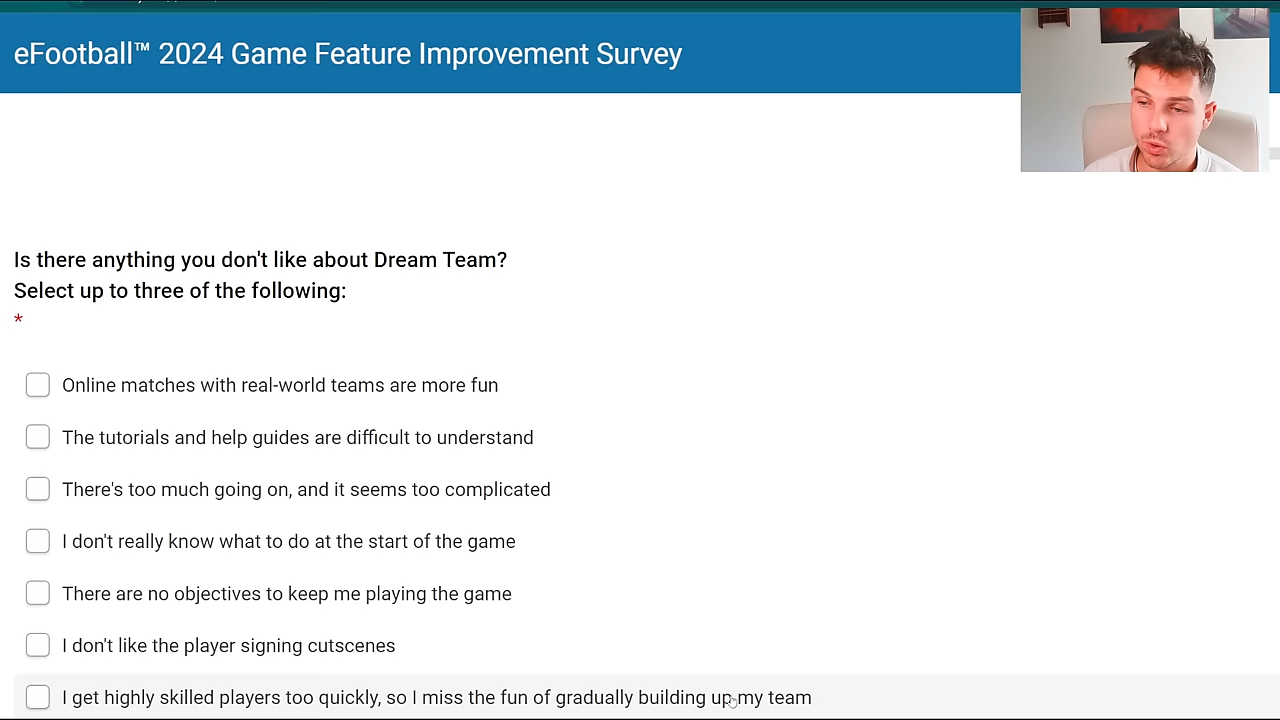 eFootball™ 2024 Game Feature Improvement Survey
Is there anything you don't like about Dream Team?
Select up to three of the following:
*
Online matches with real-world teams are more fun
The tutorials and help guides are difficult to understand
There's too much going on, and it seems too complicated
I don't really know what to do at the start of the game
There are no objectives to keep me playing the game
I don't like the player signing cutscenes
I get highly skilled players too quickly, so I miss the fun of gradually building up my team